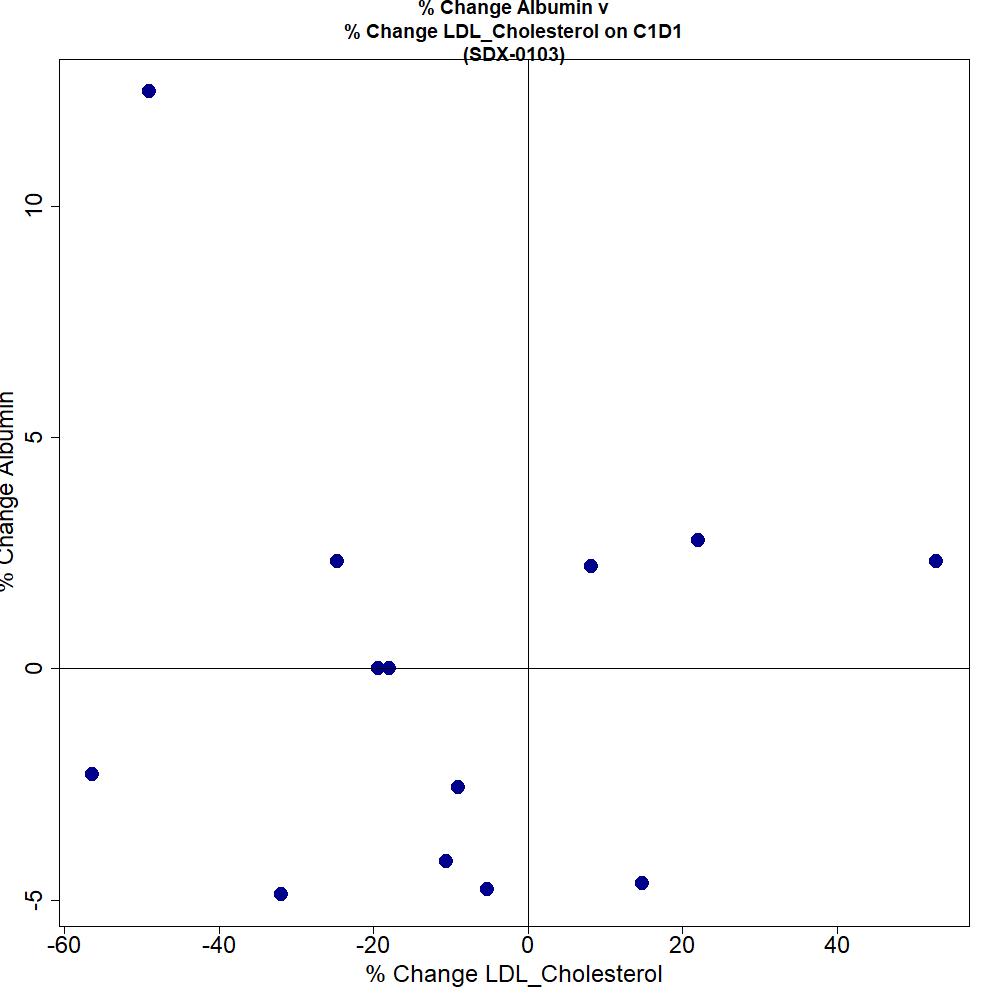 % Change Albumin v
% Change LDL_Cholesterol on C1D1
(SDX-0103)
% Change Albumin
10
5
0
-5
-60
-40
-20
0
20
40
% Change LDL_Cholesterol